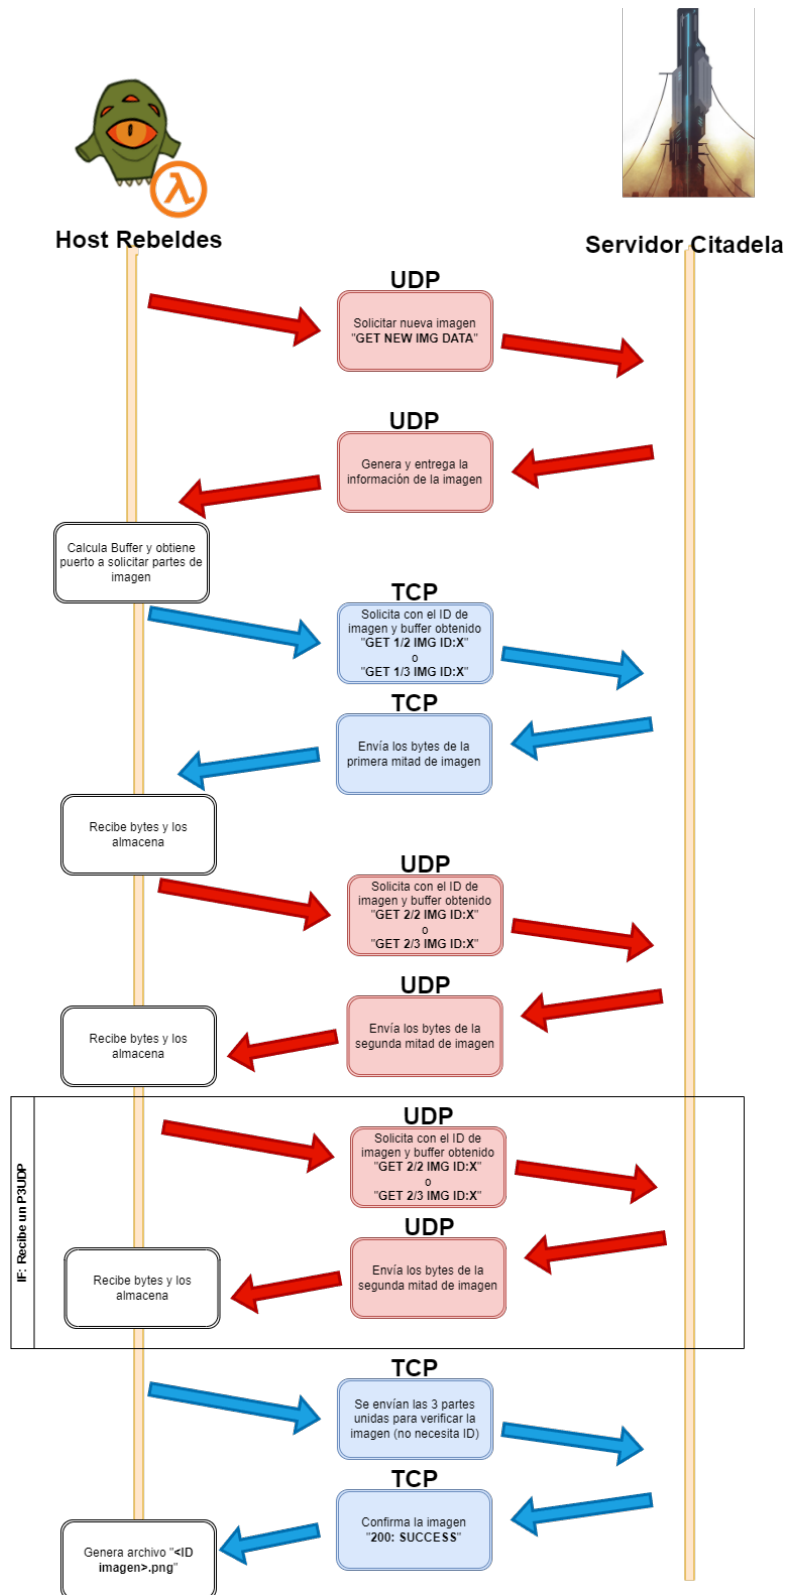 λ
Host Rebeldes
Servidor Citadela
UDP
Solicitar nueva imagen
"GET NEW IMG DATA"
UDP
Genera y entrega la
información de la imagen
Calcula Buffer y obtiene
puerto a solicitar partes de
imagen
TCP
Solicita con el ID de
imagen y buffer obtenido
"GET 1/2 IMG ID:X"
o
"GET 1/3 IMG ID:X"
TCP
Envía los bytes de la
primera mitad de imagen
Recibe bytes y los
almacena
UDP
Solicita con el ID de
imagen y buffer obtenido
"GET 2/2 IMG ID:X"
o
"GET 2/3 IMG ID:X"
UDP
Envía los bytes de la
segunda mitad de imagen
Recibe bytes y los
almacena
IF: Recibe un P3UDP
UDP
Solicita con el ID de
imagen y buffer obtenido
"GET 2/2 IMG ID:X"
o
"GET 2/3 IMG ID:X"
UDP
Envía los bytes de la
segunda mitad de imagen
Recibe bytes y los
almacena
TCP
Se envían las 3 partes
unidas para verificar la
imagen (no necesita ID)
TCP
Confirma la imagen
"200: SUCCESS"
Genera archivo "<ID
imagen>.png"